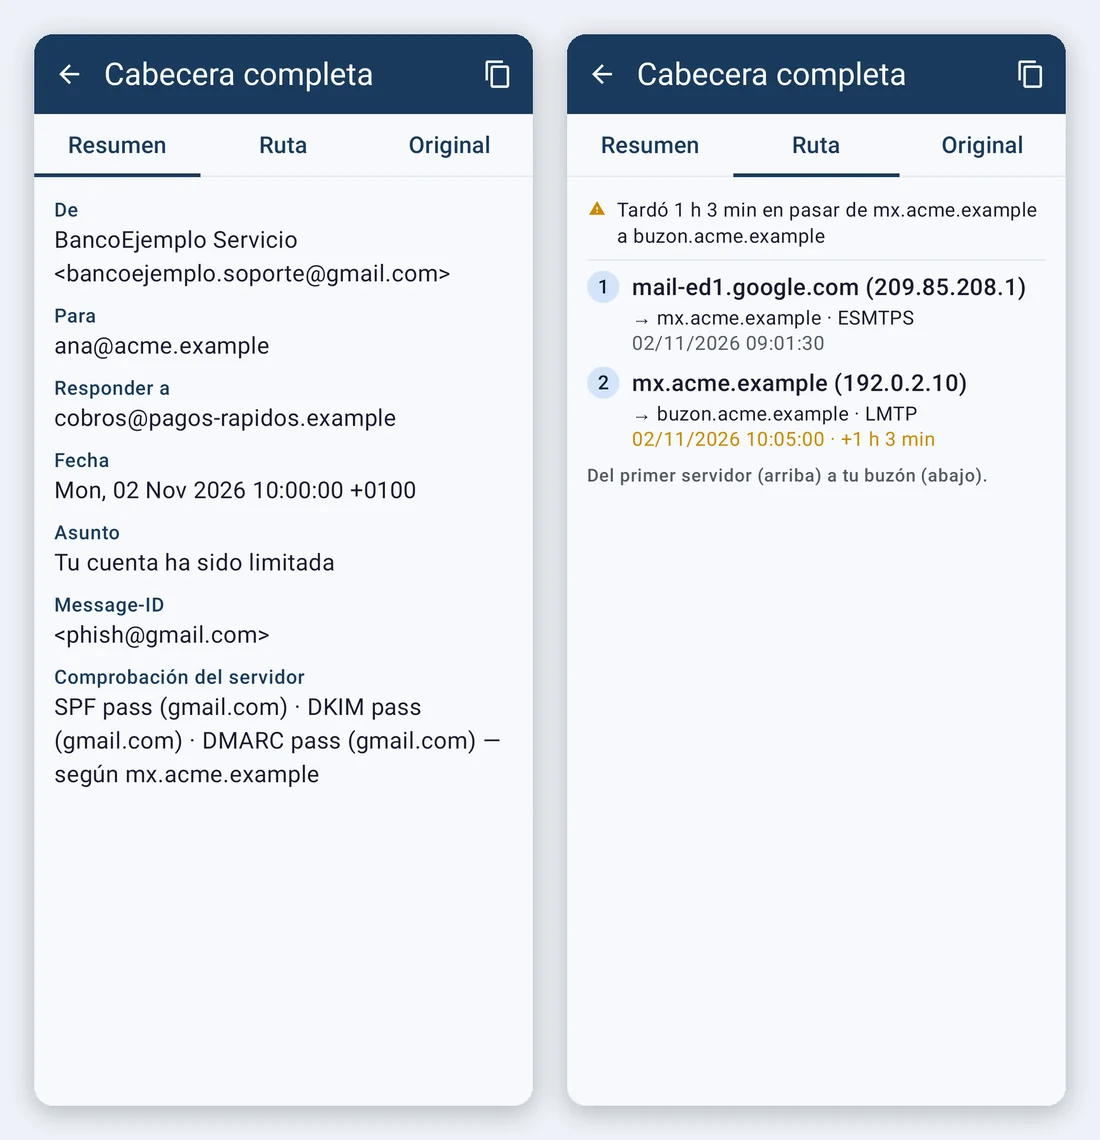 Cabecera completa
Resumen
Ruta
Original
De
BancoEjemplo Servicio
<bancoejemplo.soporte@gmail.com>
Para
ana@acme.example
Responder a
cobros@pagos-rapidos.example
Fecha
Mon, 02 Nov 2026 10:00:00 +0100
Asunto
Tu cuenta ha sido limitada
Message-ID
<phish@gmail.com>
Comprobación del servidor
SPF pass (gmail.com) · DKIM pass
(gmail.com) · DMARC pass (gmail.com) —
según mx.acme.example
Cabecera completa
Resumen
Ruta
Original
Tardó 1 h 3 min en pasar de mx.acme.example
a buzon.acme.example
1 mail-ed1.google.com (209.85.208.1)
→ mx.acme.example · ESMTPS
02/11/2026 09:01:30
2 mx.acme.example (192.0.2.10)
→ buzon.acme.example · LMTP
02/11/2026 10:05:00 · +1 h 3 min
Del primer servidor (arriba) a tu buzón (abajo).